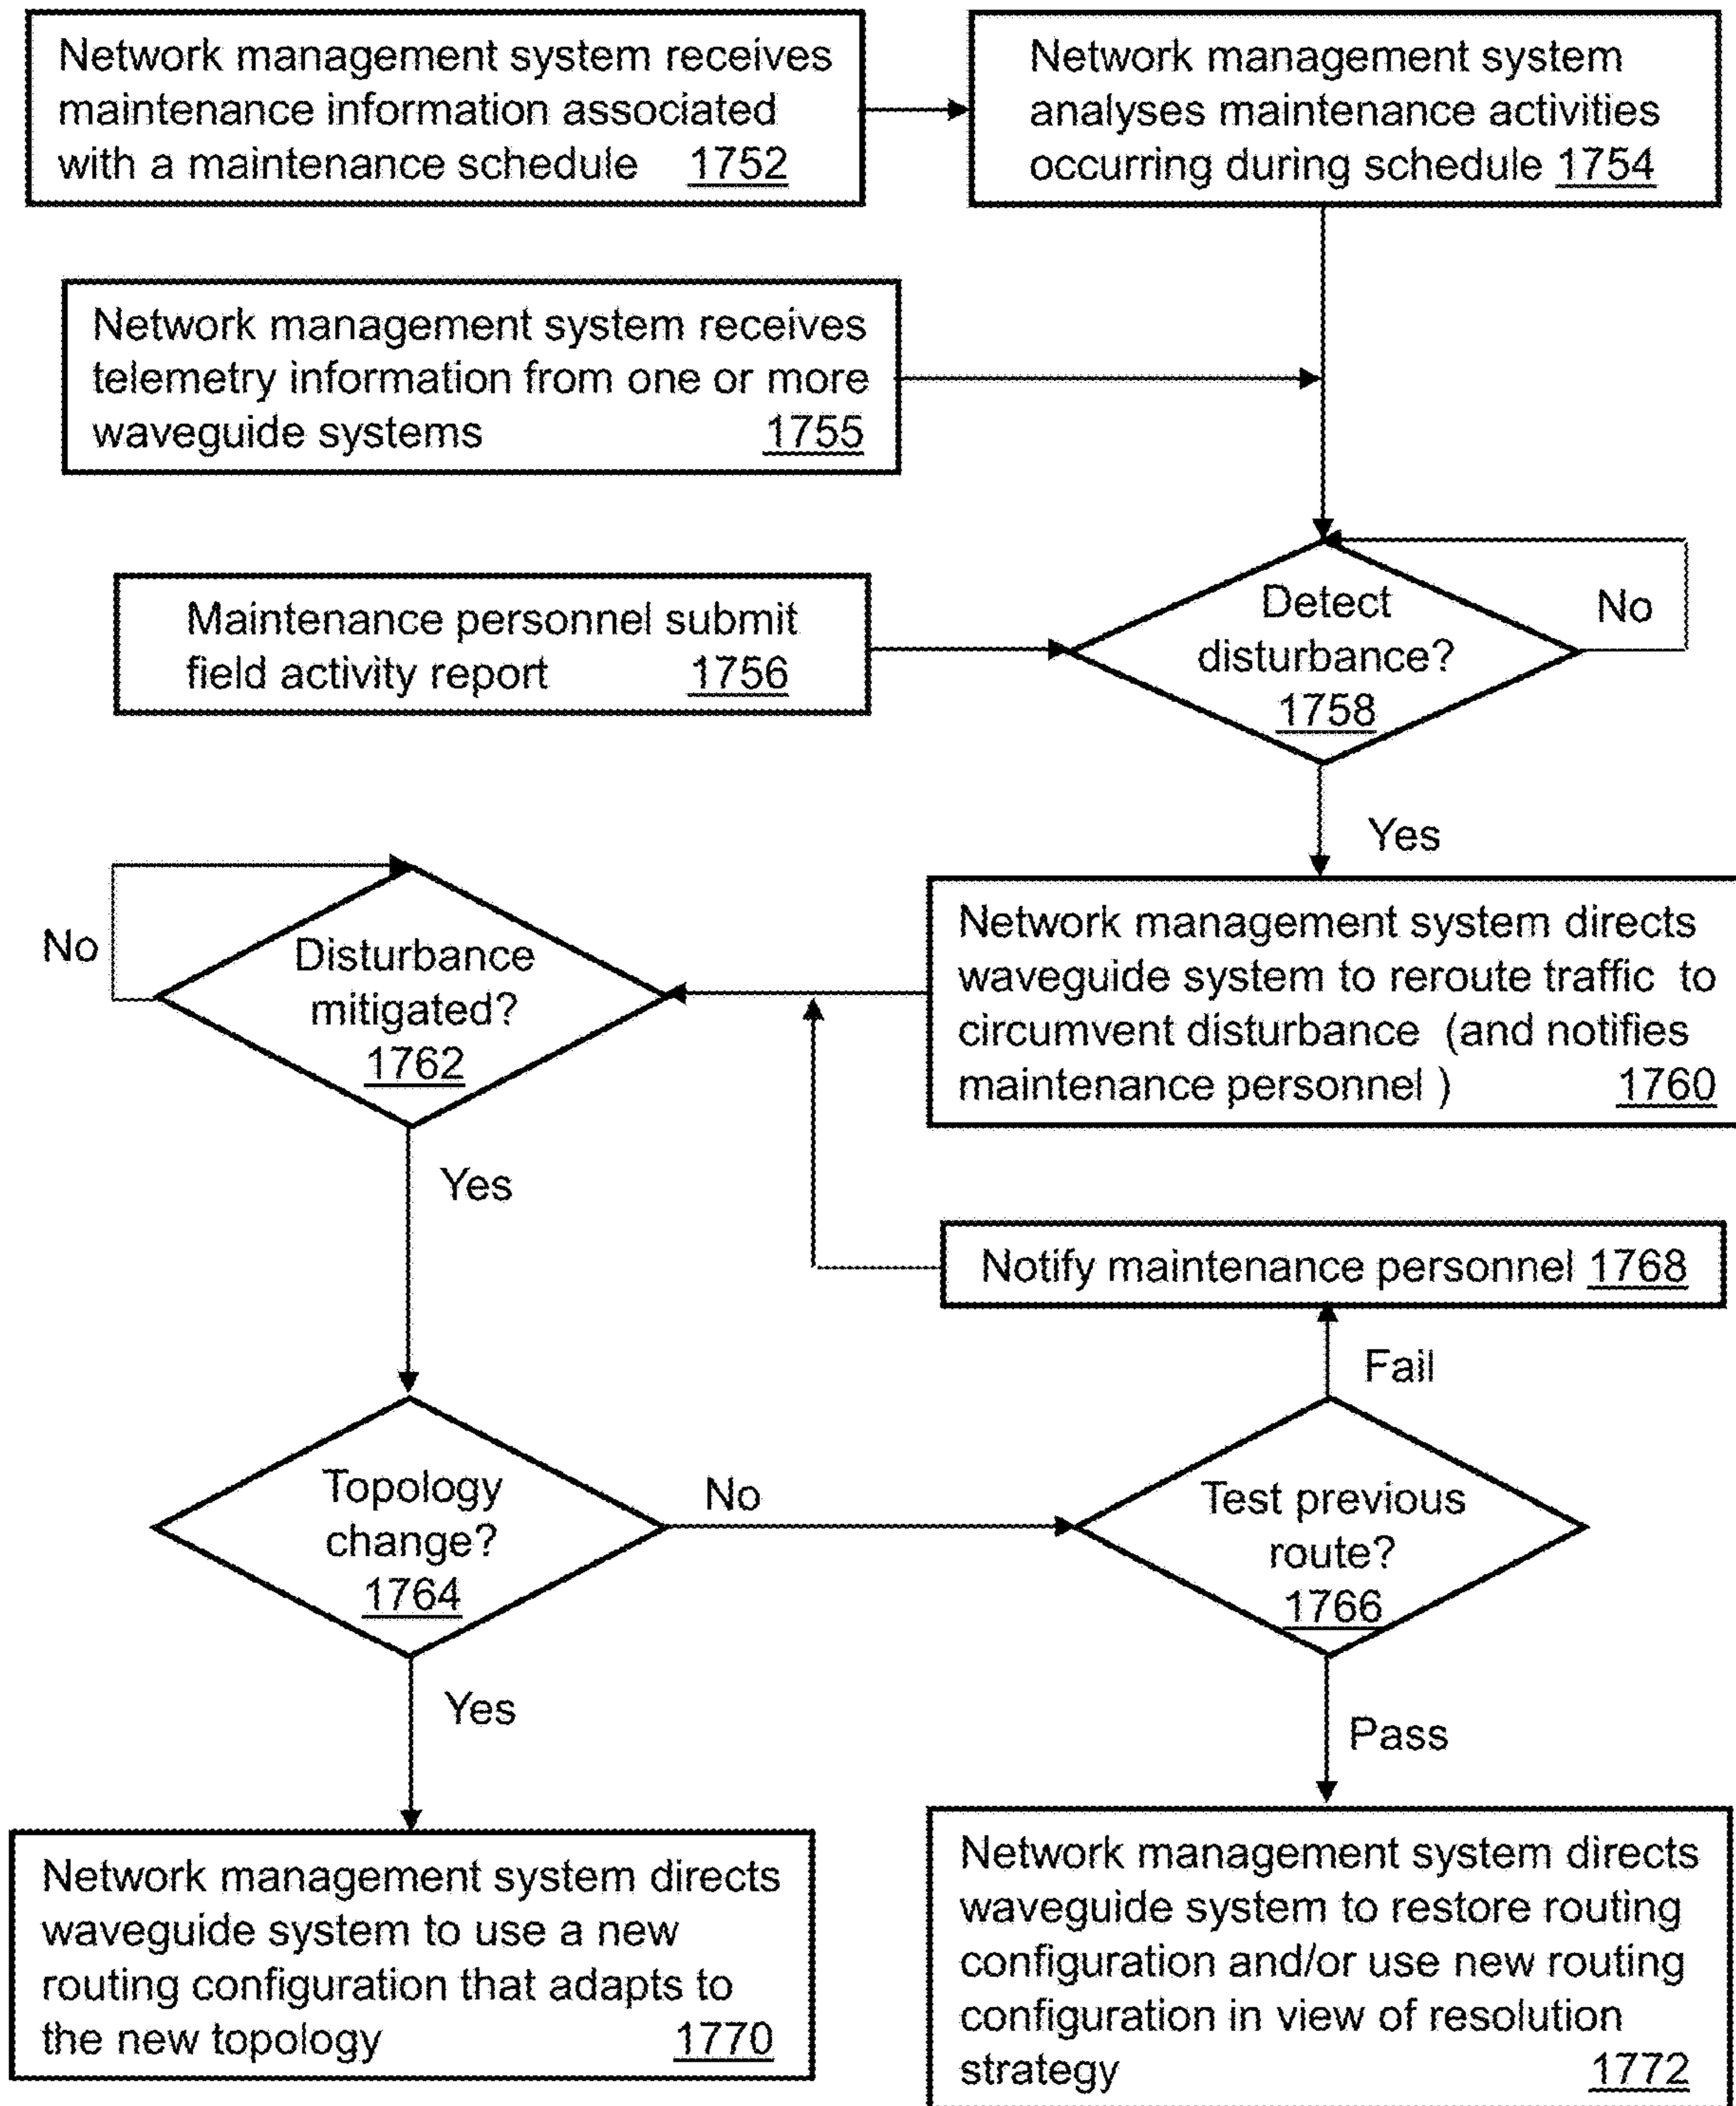 Network management system receives
maintenance information associated
with a maintenance schedule 1752
Network management system
analyses maintenance activities
occurring during schedule 1754
Network management system receives
telemetry information from one or more
waveguide systems 1755
Maintenance personnel submit
field activity report 1756
Detect
disturbance?
1758
No
Yes
Network management system directs
waveguide system to reroute traffic to
circumvent disturbance (and notifies
maintenance personnel ) 1760
Disturbance
mitigated?
1762
No
Yes
Notify maintenance personnel 1768
Fail
Topology
change?
1764
No
Test previous
route?
1766
Yes
Pass
Network management system directs
waveguide system to use a new
routing configuration that adapts to
the new topology 1770
Network management system directs
waveguide system to restore routing
configuration and/or use new routing
configuration in view of resolution
strategy 1772